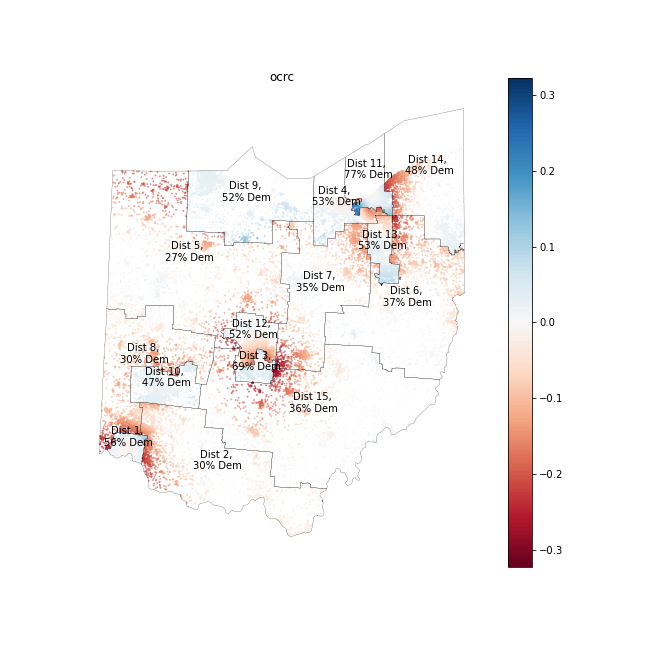 ocrc
Dist 11,
77% Dem
Dist 14,
48% Dem
Dist 9,
52% Dem
Dist 4,
53% Dem
Dist 13,
53% Dem
Dist 5,
27% Dem
Dist 7,
35% Dem
Dist 6,
37% Dem
Dist 12,
52% Dem
Dist 8,
30% Dem
Dist 3,
69% Dem
Dist 10,
47% Dem
Dist 15,
36% Dem
Dist 1,
56% Dem
Dist 2,
30% Dem
0.3
0.2
0.1
0.0
−0.1
−0.2
−0.3